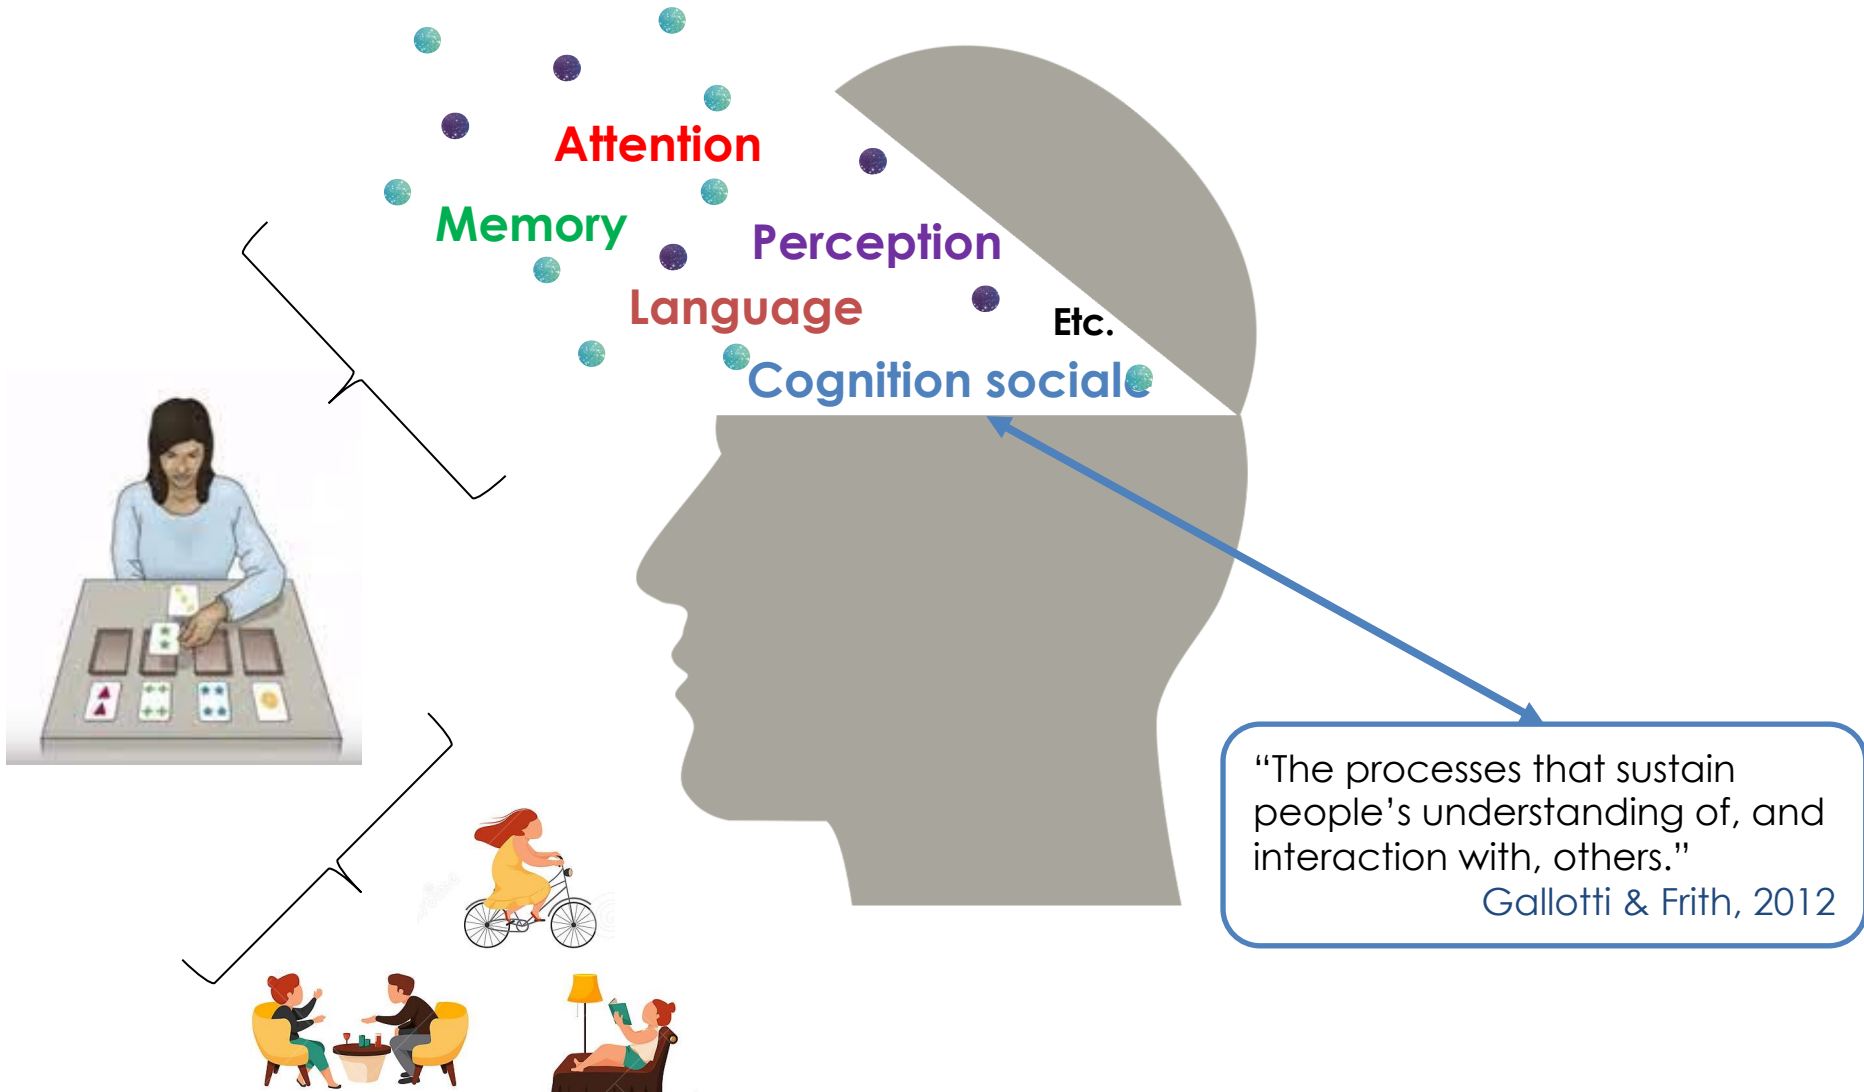 Attention
Memory
Perception
Language
Etc.
Cognition sociale
“The processes that sustain
people’s understanding of, and
interaction with, others.”
Gallotti & Frith, 2012